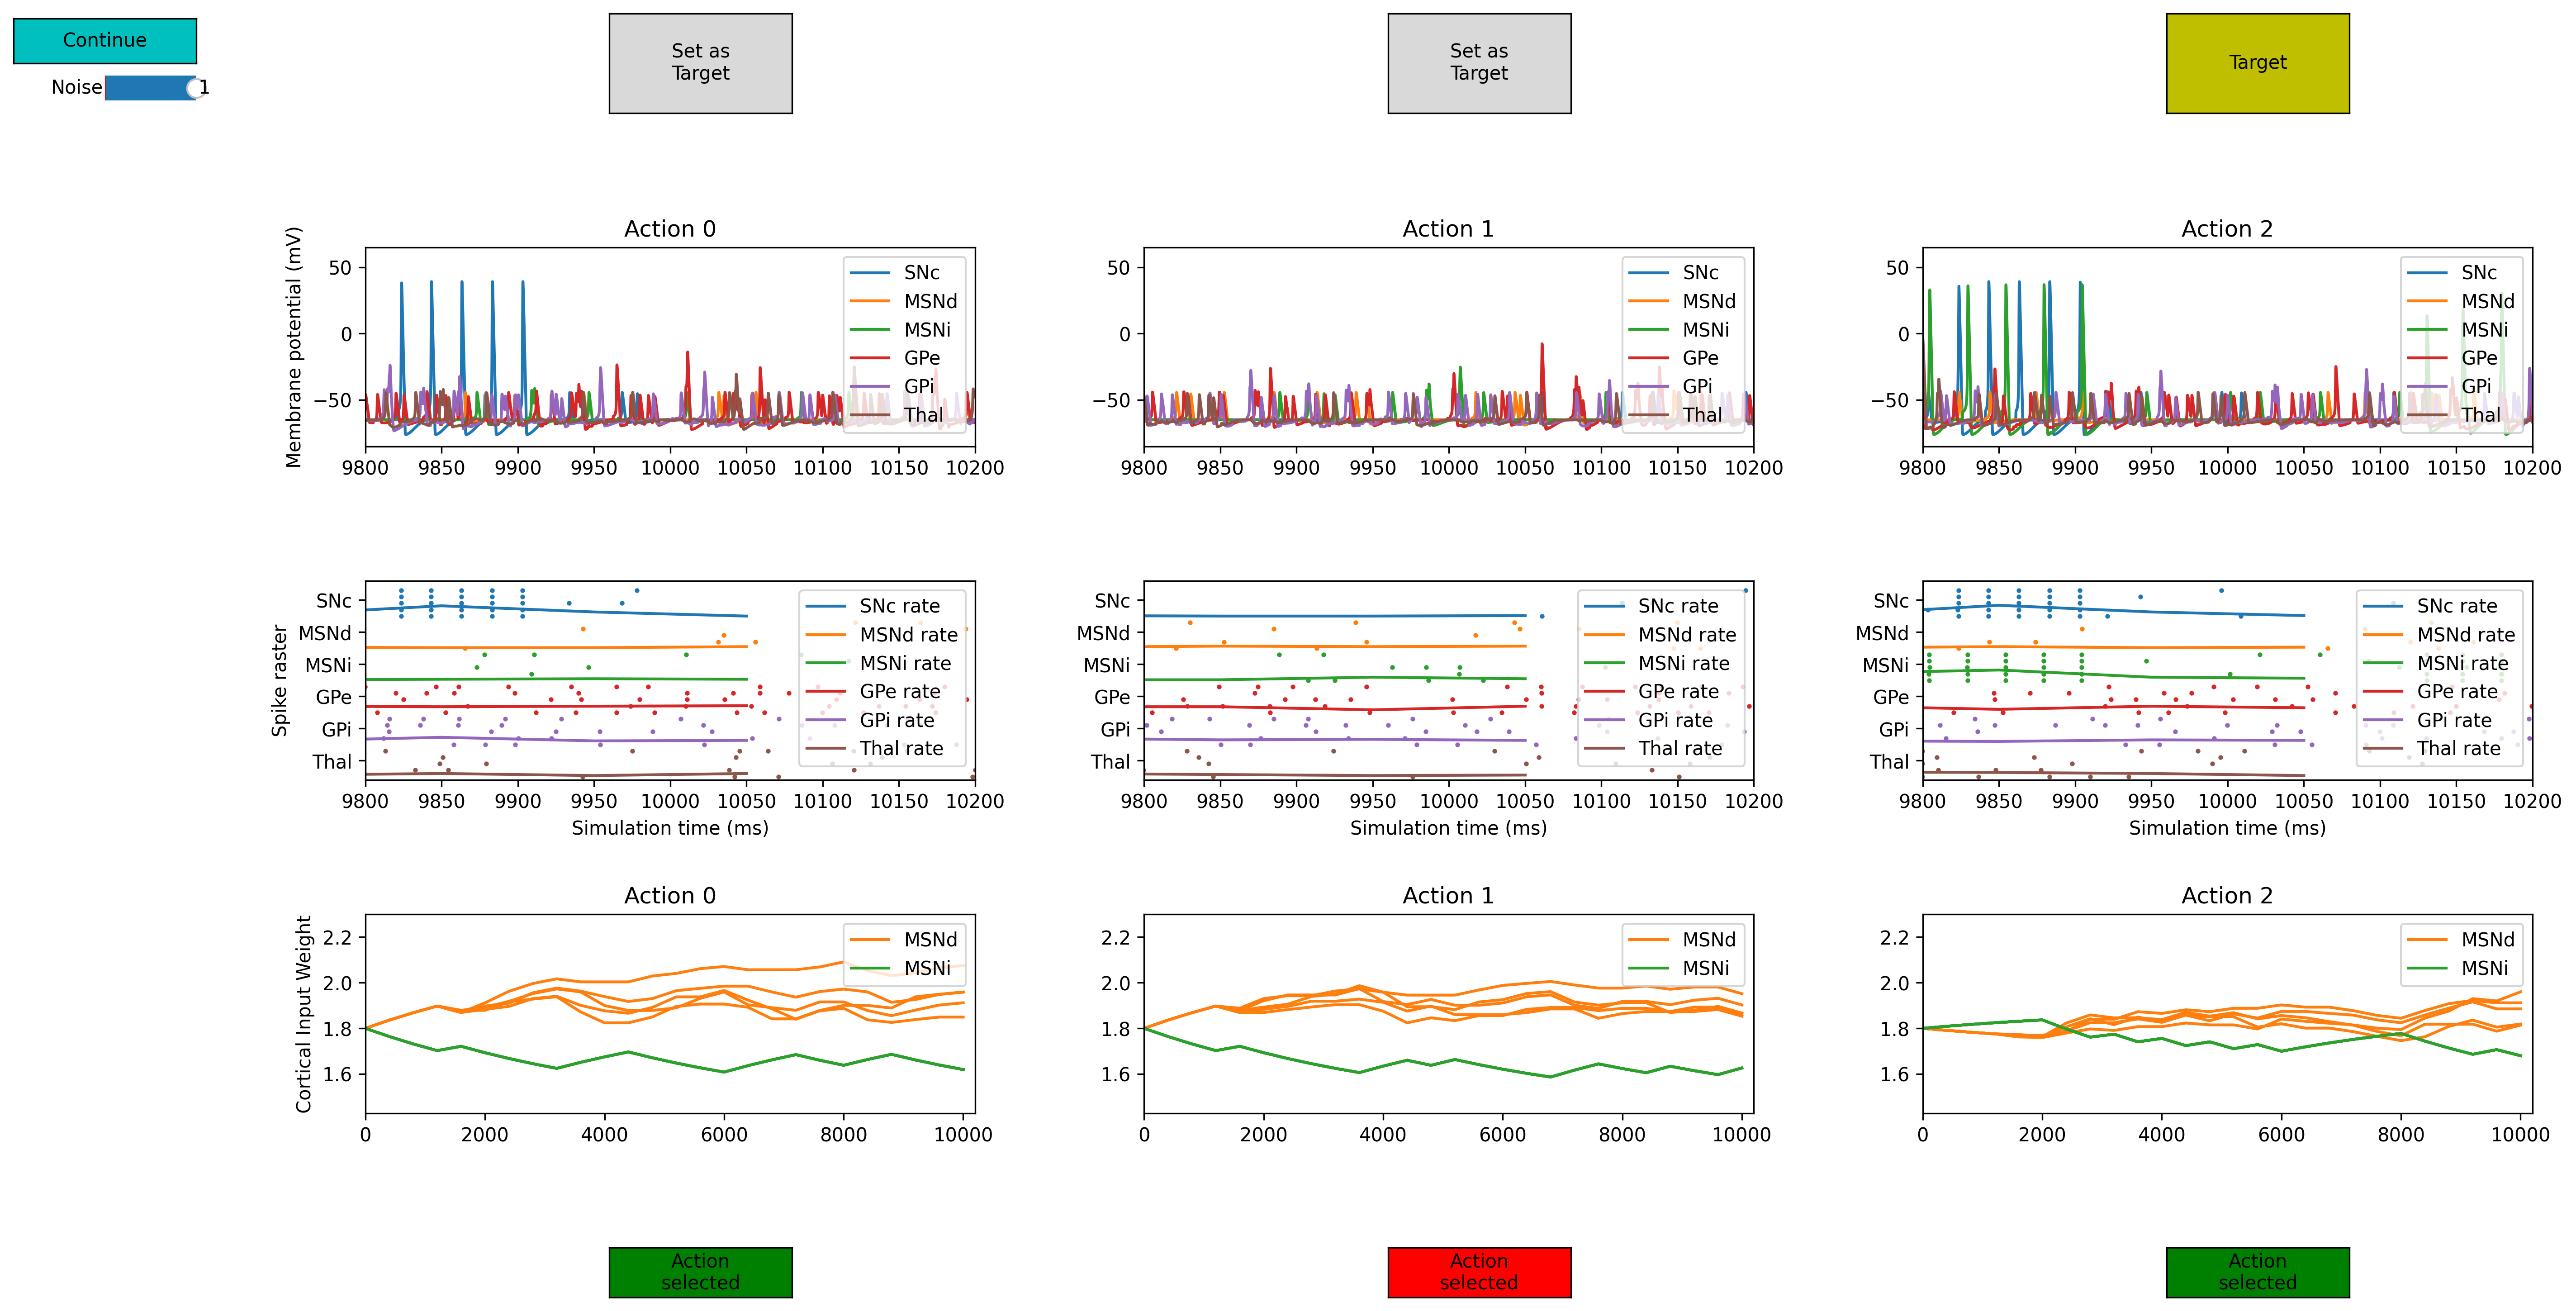 Continue
Noise 1
Set as
Target
Set as
Target
Target
Action 0
Membrane potential (mV)
50
0
−50
SNc
MSNd
MSNi
GPe
GPi
Thal
9800 9850 9900 9950 10000 10050 10100 10150 10200
Action 1
50
0
−50
SNc
MSNd
MSNi
GPe
GPi
Thal
9800 9850 9900 9950 10000 10050 10100 10150 10200
Action 2
50
0
−50
SNc
MSNd
MSNi
GPe
GPi
Thal
9800 9850 9900 9950 10000 10050 10100 10150 10200
Spike raster
SNc
MSNd
MSNi
GPe
GPi
Thal
SNc rate
MSNd rate
MSNi rate
GPe rate
GPi rate
Thal rate
9800 9850 9900 9950 10000 10050 10100 10150 10200
Simulation time (ms)
SNc
MSNd
MSNi
GPe
GPi
Thal
SNc rate
MSNd rate
MSNi rate
GPe rate
GPi rate
Thal rate
9800 9850 9900 9950 10000 10050 10100 10150 10200
Simulation time (ms)
SNc
MSNd
MSNi
GPe
GPi
Thal
SNc rate
MSNd rate
MSNi rate
GPe rate
GPi rate
Thal rate
9800 9850 9900 9950 10000 10050 10100 10150 10200
Simulation time (ms)
Action 0
Cortical Input Weight
2.2
2.0
1.8
1.6
MSNd
MSNi
0 2000 4000 6000 8000 10000
Action 1
2.2
2.0
1.8
1.6
MSNd
MSNi
0 2000 4000 6000 8000 10000
Action 2
2.2
2.0
1.8
1.6
MSNd
MSNi
0 2000 4000 6000 8000 10000
Action
selected
Action
selected
Action
selected